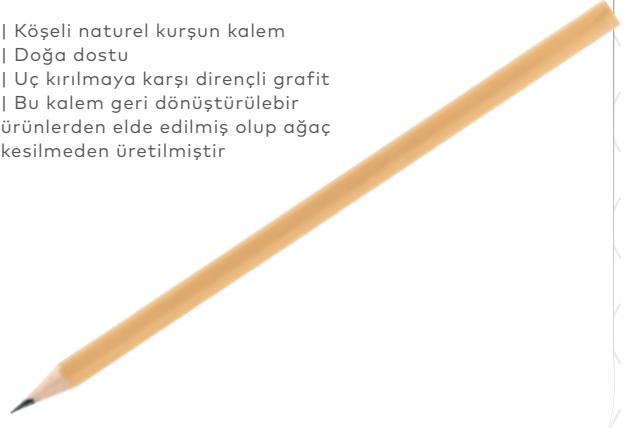 | Köşeli naturel kurşun kalem
| Doğa dostu
| Uç kırılmaya karşı dirençli grafit
| Bu kalem geri dönüştürülebir
ürünlerden elde edilmiş olup ağaç
kesilmeden üretilmiştir